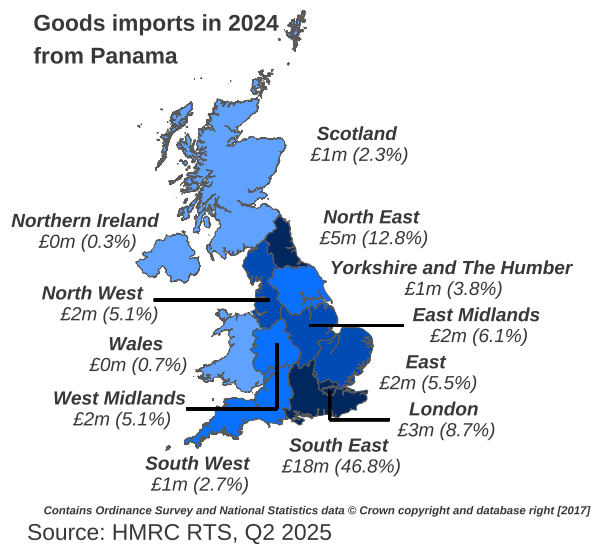 Goods imports in 2024
from Panama
Scotland
£1m (2.3%)
Northern Ireland
£0m (0.3%)
North East
£5m (12.8%)
Yorkshire and The Humber
£1m (3.8%)
North West
£2m (5.1%)
East Midlands
£2m (6.1%)
Wales
£0m (0.7%)
East
£2m (5.5%)
West Midlands
£2m (5.1%)
London
£3m (8.7%)
South East
£18m (46.8%)
South West
£1m (2.7%)
Contains Ordinance Survey and National Statistics data © Crown copyright and database right [2017]
Source: HMRC RTS, Q2 2025